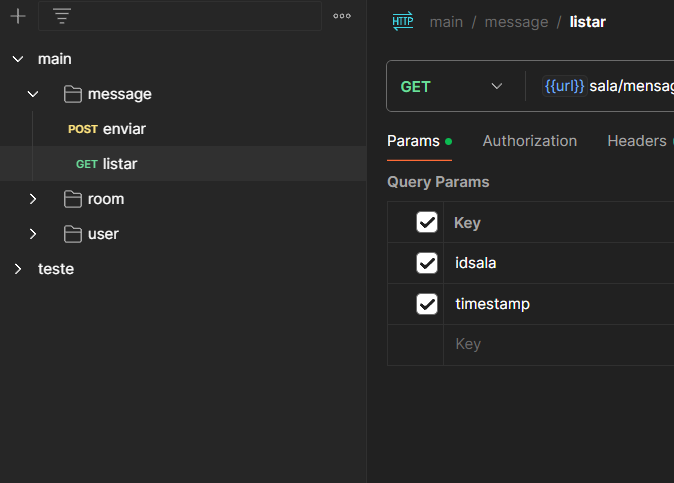 main
message
POST enviar
GET listar
room
user
teste
HTTP main / message / listar
GET {{url}} sala/mensag
Params Authorization Headers
Query Params
Key
idsala
timestamp
Key